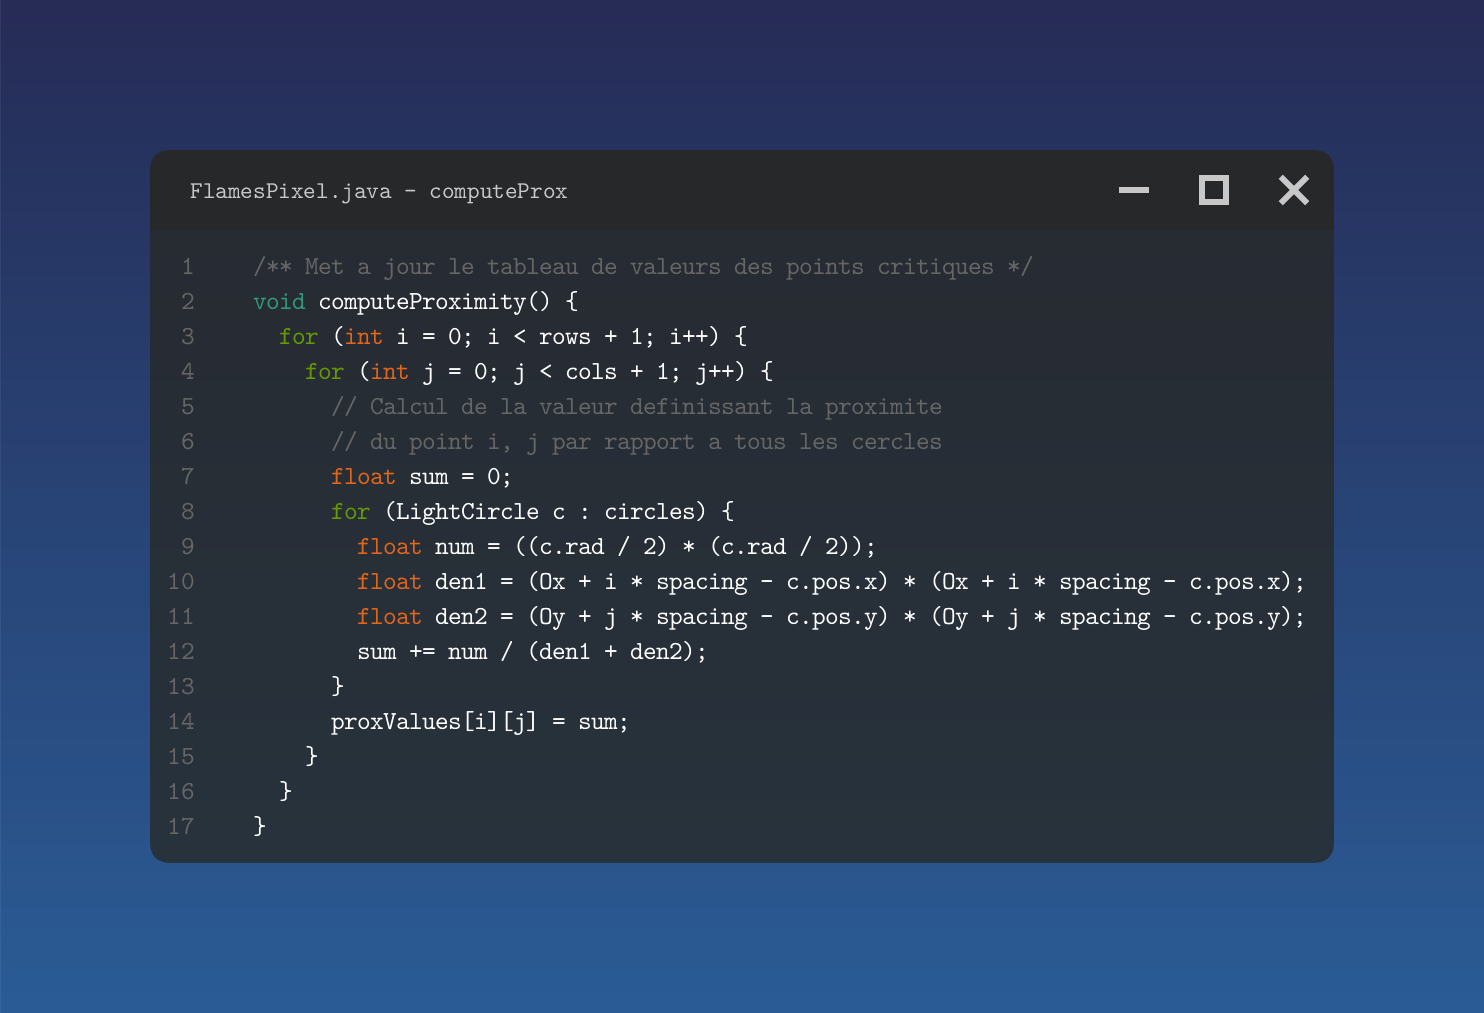 FlamesPixel.java - computeProx
1 /** Met a jour le tableau de valeurs des points critiques */
2 void computeProximity() {
3 for (int i = 0; i < rows + 1; i++) {
4 for (int j = 0; j < cols + 1; j++) {
5 // Calcul de la valeur definissant la proximite
6 // du point i, j par rapport a tous les cercles
7 float sum = 0;
8 for (LightCircle c : circles) {
9 float num = ((c.rad / 2) * (c.rad / 2));
10 float den1 = (Ox + i * spacing - c.pos.x) * (Ox + i * spacing - c.pos.x);
11 float den2 = (Oy + j * spacing - c.pos.y) * (Oy + j * spacing - c.pos.y);
12 sum += num / (den1 + den2);
13 }
14 proxValues[i][j] = sum;
15 }
16 }
17 }